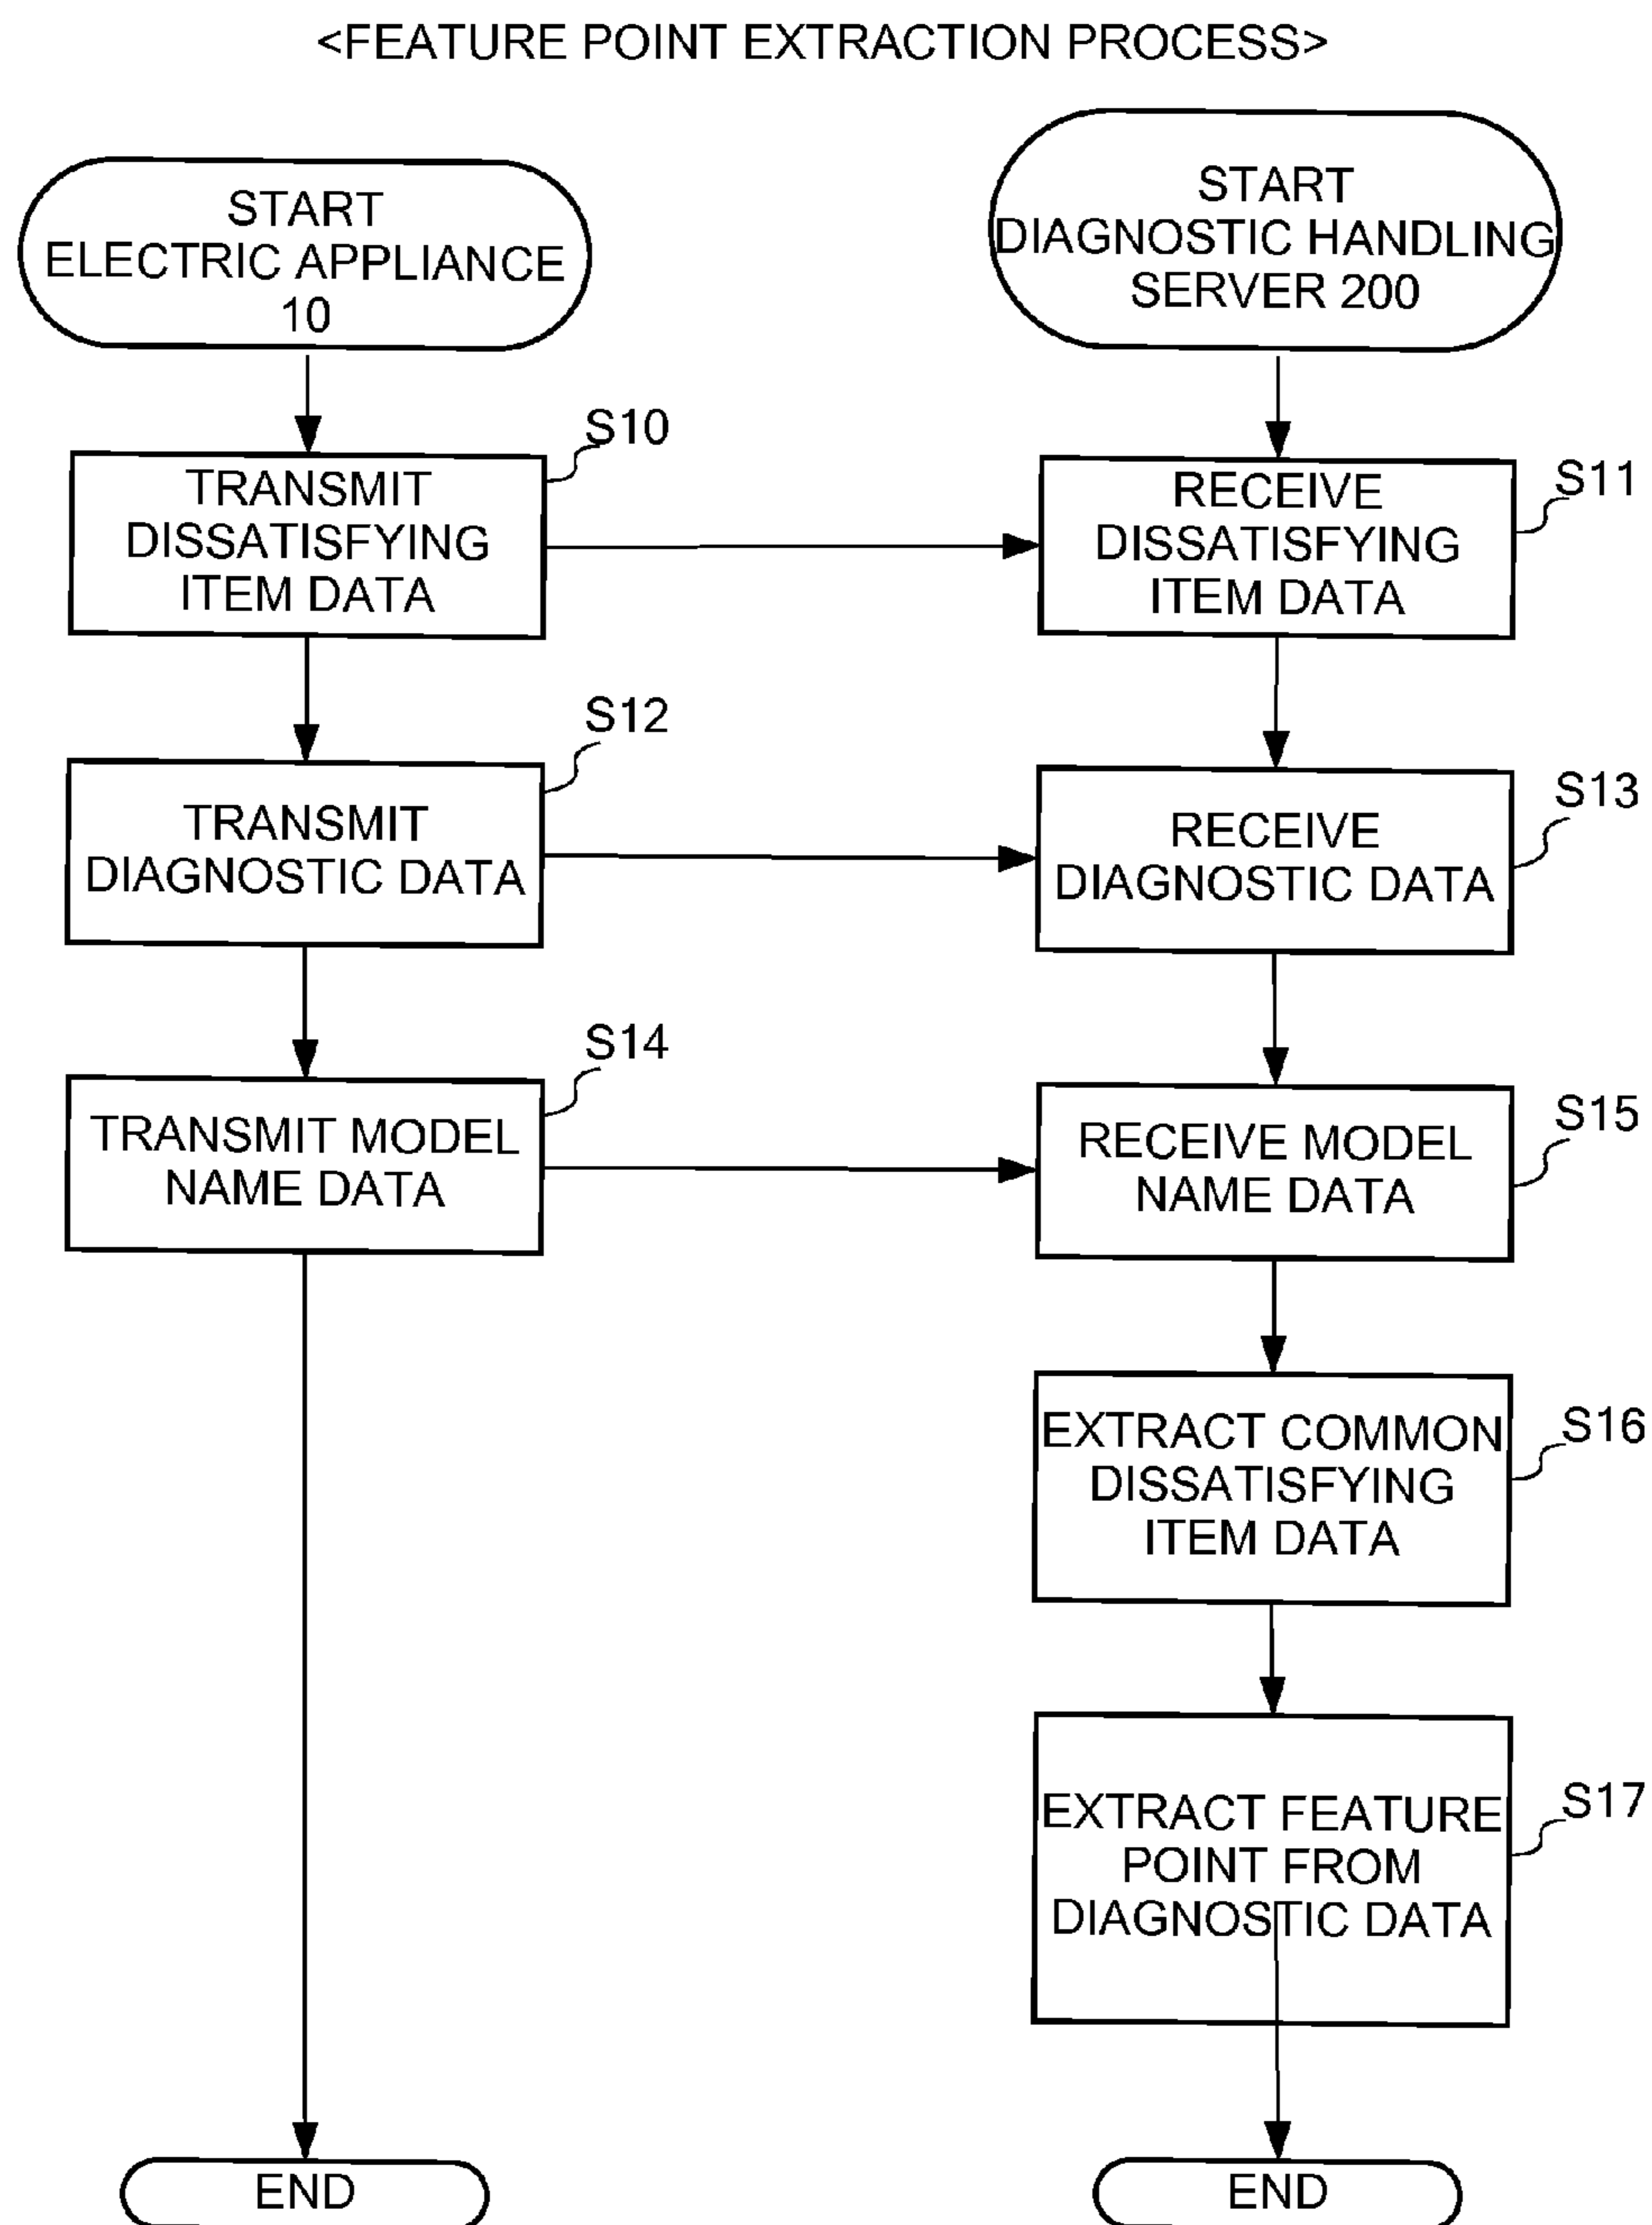 <FEATURE POINT EXTRACTION PROCESS>
START
ELECTRIC APPLIANCE
10
START
DIAGNOSTIC HANDLING
SERVER 200
S10
TRANSMIT
DISSATISFYING
ITEM DATA
S11
RECEIVE
DISSATISFYING
ITEM DATA
S12
TRANSMIT
DIAGNOSTIC DATA
S13
RECEIVE
DIAGNOSTIC DATA
S14
TRANSMIT MODEL
NAME DATA
S15
RECEIVE MODEL
NAME DATA
S16
EXTRACT COMMON
DISSATISFYING
ITEM DATA
S17
EXTRACT FEATURE
POINT FROM
DIAGNOSTIC DATA
END
END